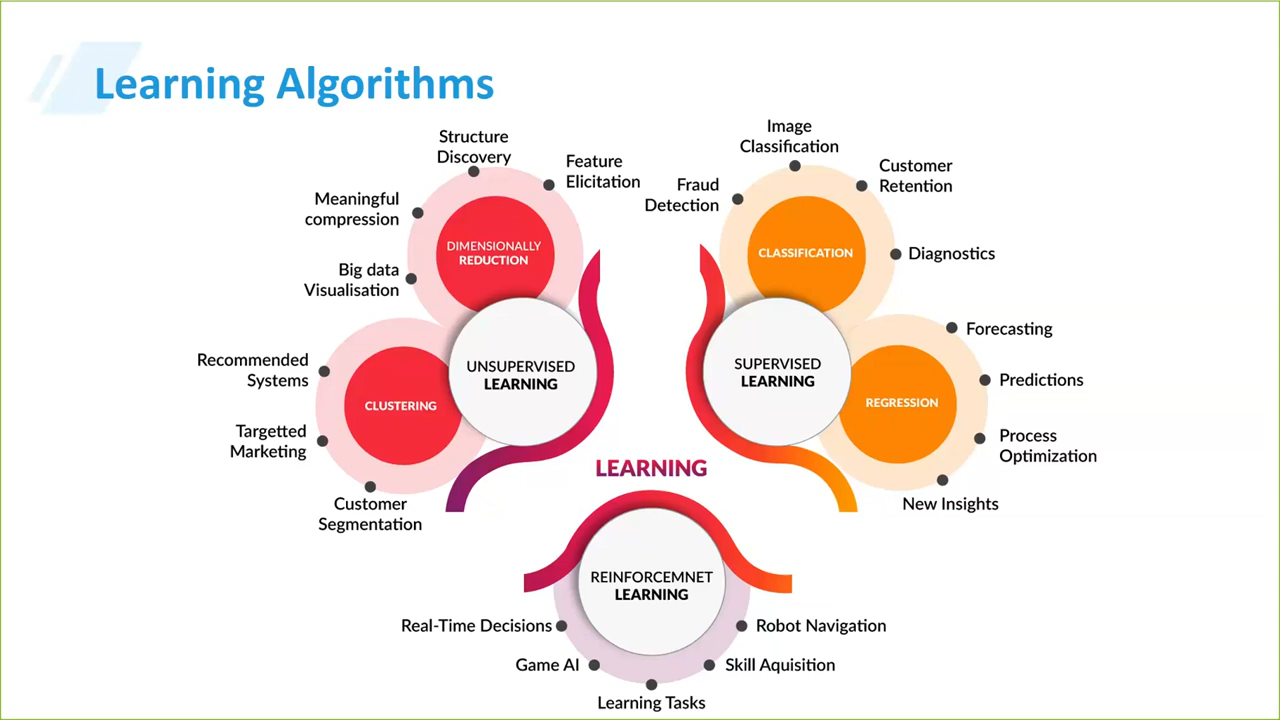 Learning Algorithms
Structure
Discovery
Feature
Elicitation
Meaningful
compression
Big data
Visualisation
DIMENSIONALLY
REDUCTION
Recommended
Systems
Targetted
Marketing
Customer
Segmentation
CLUSTERING
UNSUPERVISED
LEARNING
Image
Classification
Customer
Retention
Fraud
Detection
Diagnostics
CLASSIFICATION
SUPERVISED
LEARNING
Forecasting
Predictions
Process
Optimization
New Insights
REGRESSION
LEARNING
REINFORCEMNET
LEARNING
Real-Time Decisions
Game AI
Learning Tasks
Skill Aquisition
Robot Navigation